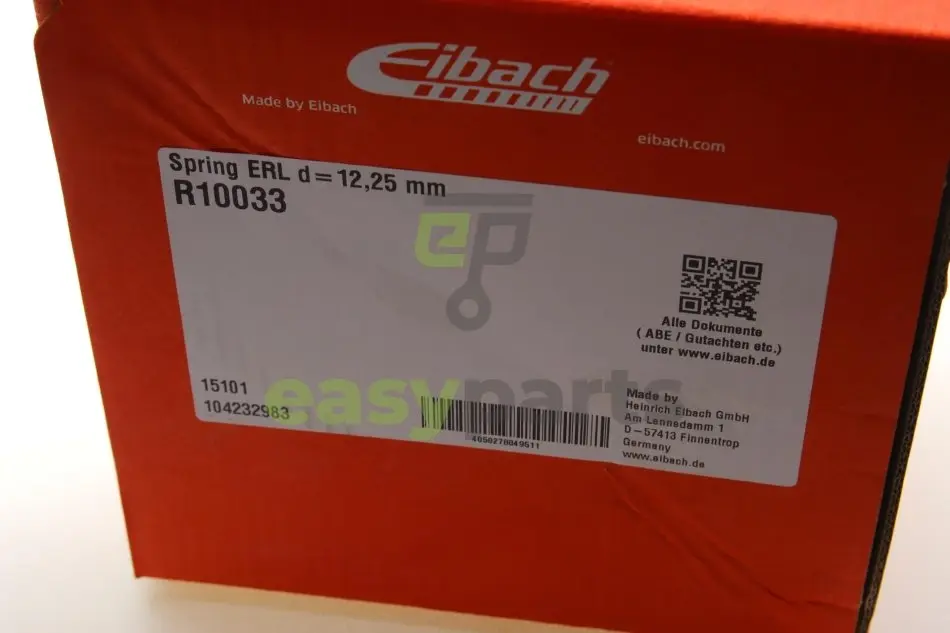 Eibach
Made by Eibach
eibach.com
Spring ERL d=12,25 mm
R10033
ep
Alle Dokumente
( ABE / Gutachten etc.)
unter www.eibach.de
easyparts
15101
104232983
4050270049511
Made by
Heinrich Eibach GmbH
Am Lennedamm 1
D-57413 Finnentrop
Germany
www.eibach.de